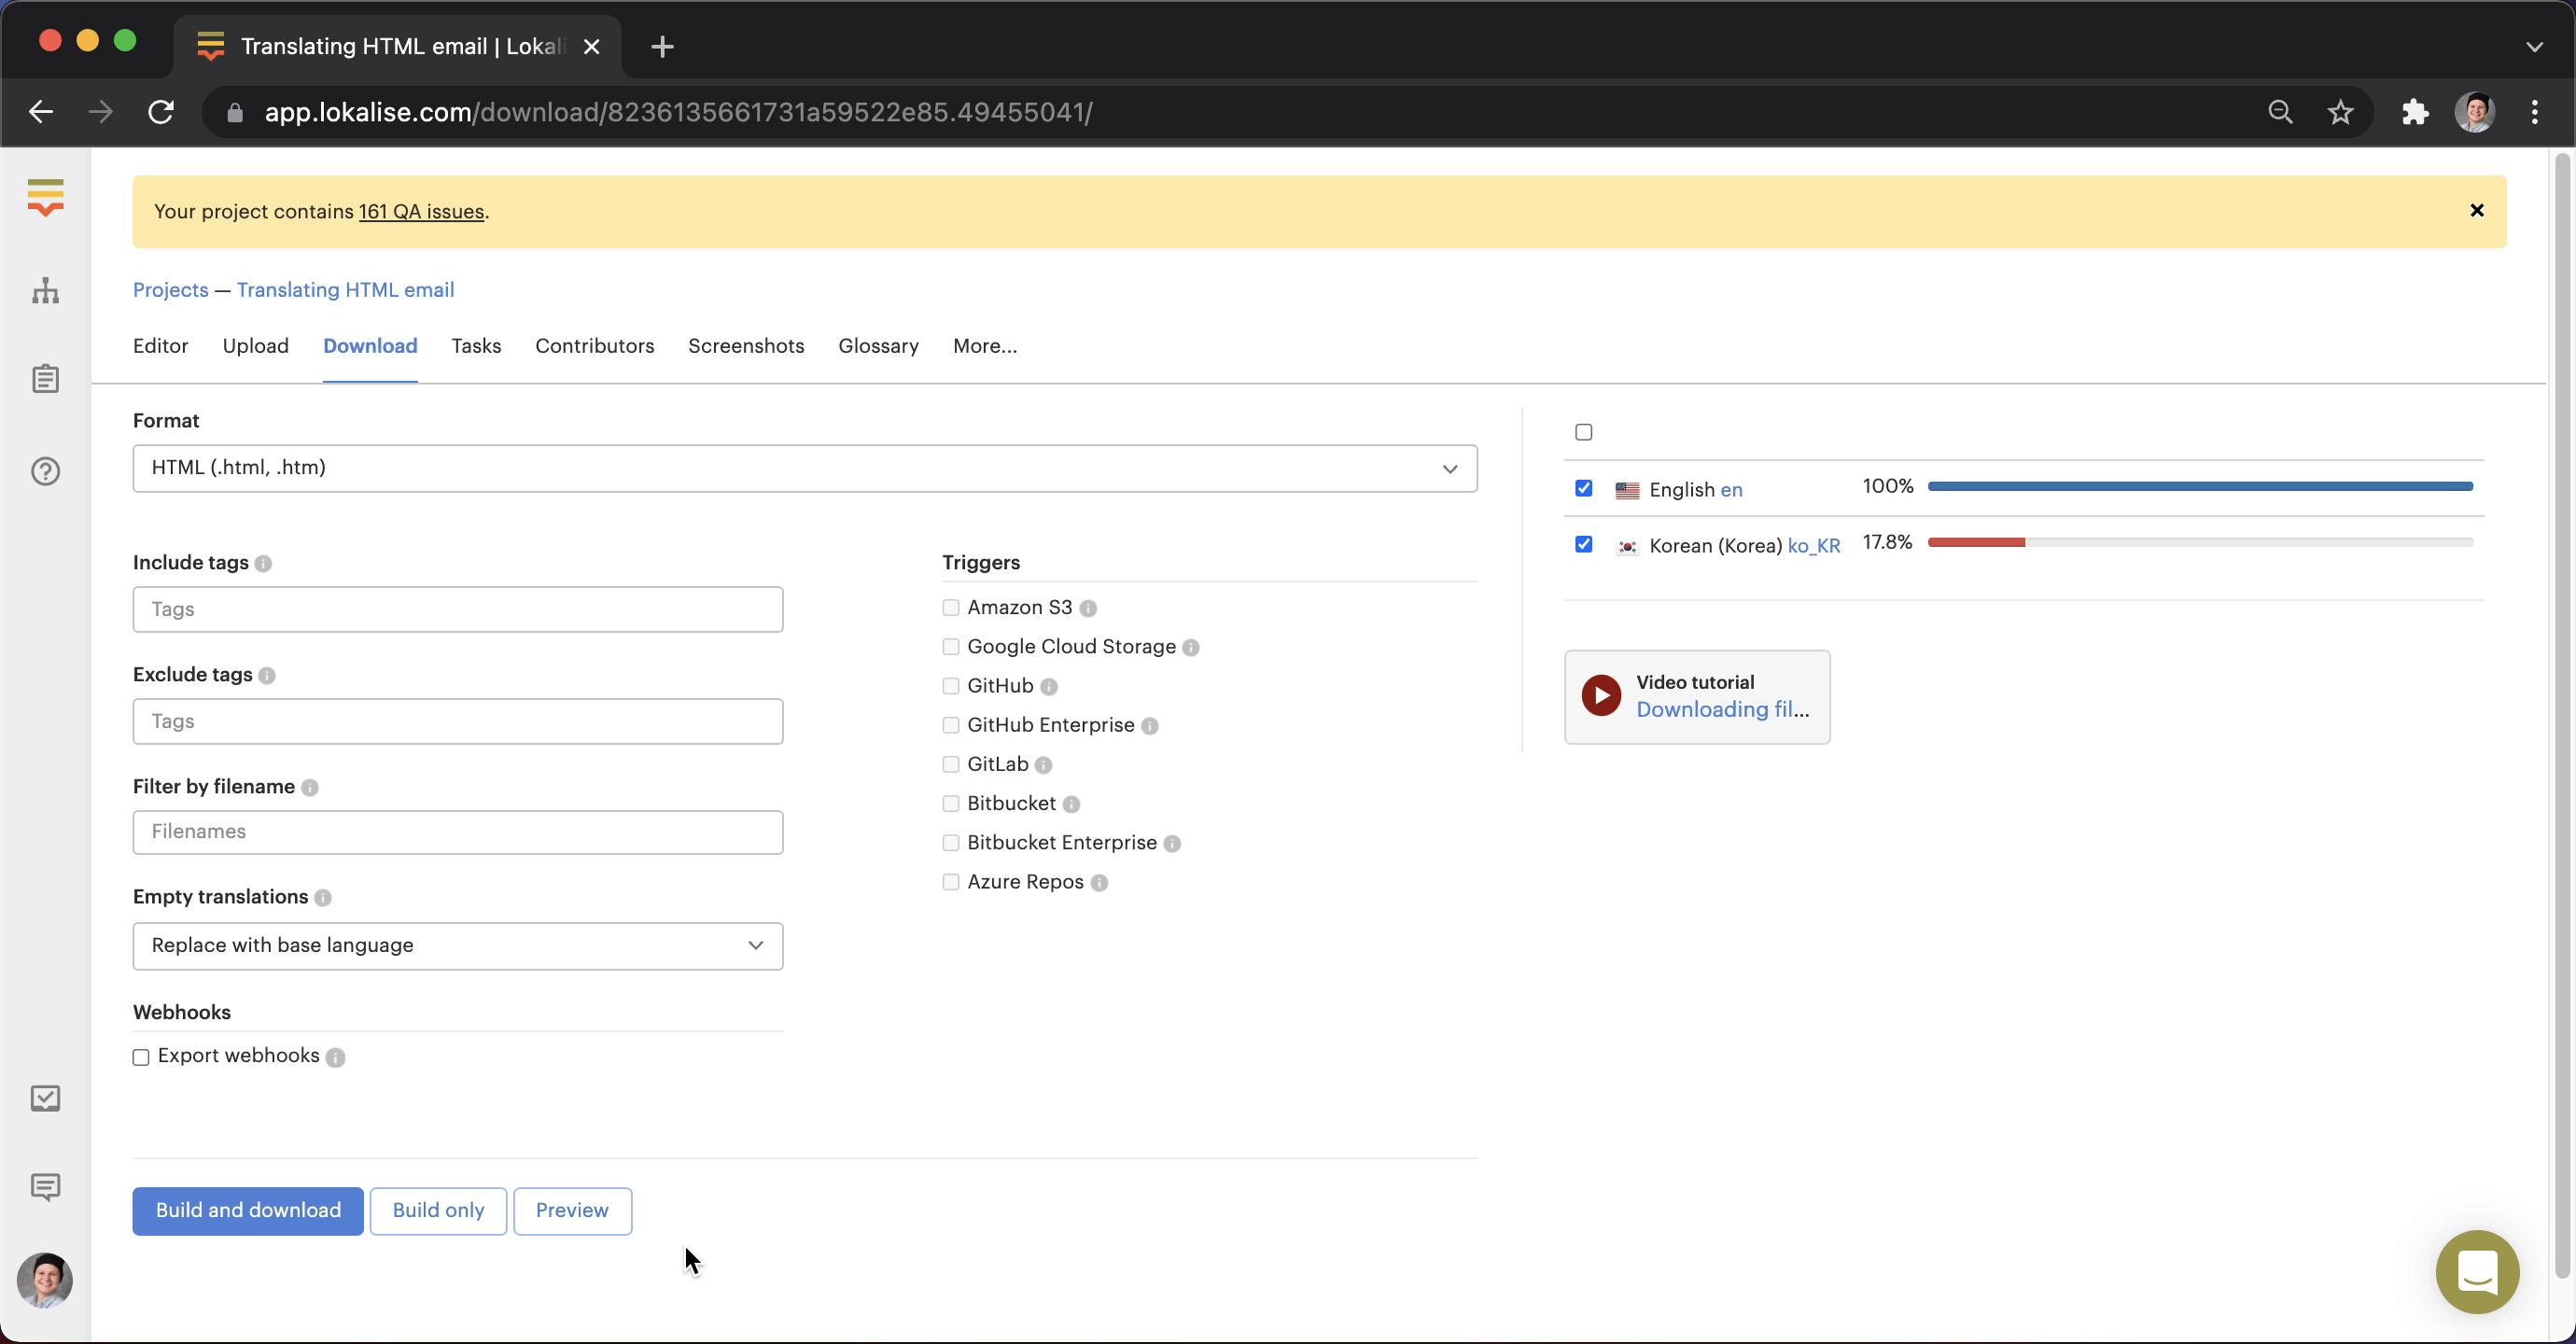 Translating HTML email | Lokali
app.lokalise.com/download/8236135661731a59522e85.49455041/
Your project contains 161 QA issues.
Projects — Translating HTML email
Editor Upload Download Tasks Contributors Screenshots Glossary More...
Format
HTML (.html, .htm)
Include tags
Tags
Exclude tags
Tags
Filter by filename
Filenames
Empty translations
Replace with base language
Webhooks
Export webhooks
Triggers
Amazon S3
Google Cloud Storage
GitHub
GitHub Enterprise
GitLab
Bitbucket
Bitbucket Enterprise
Azure Repos
English en 100%
Korean (Korea) ko_KR 17.8%
Video tutorial
Downloading fil...
Build and download Build only Preview